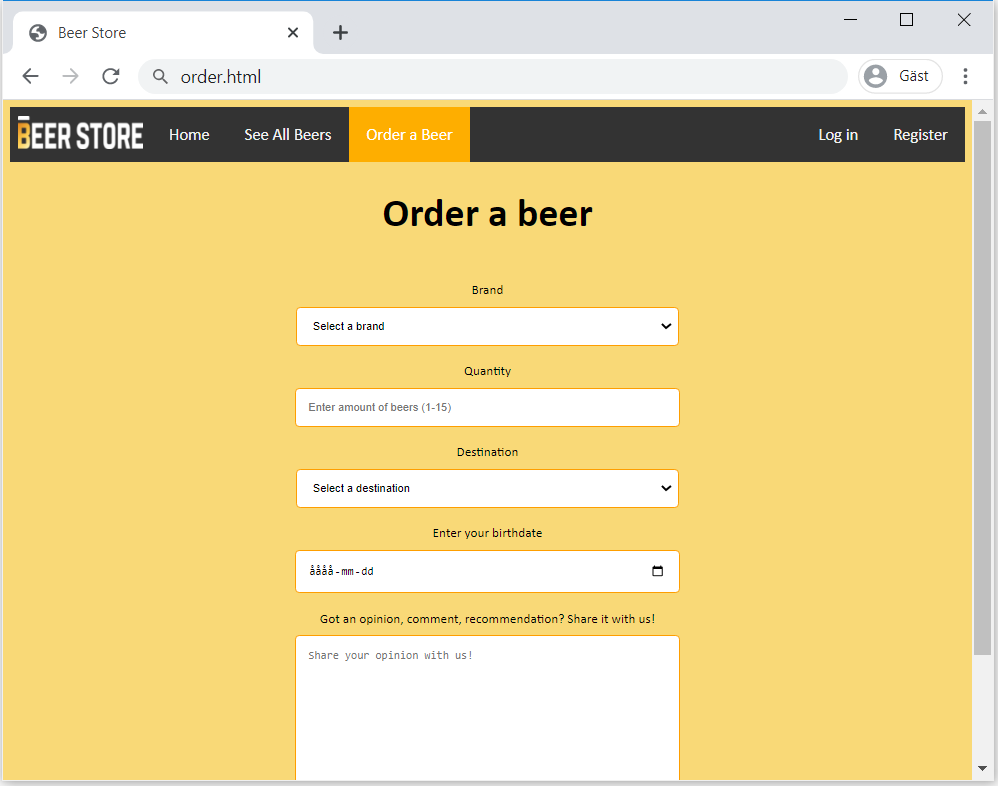 Beer Store
order.html
Gäst
BEER STORE Home See All Beers Order a Beer Log in Register
Order a beer
Brand
Select a brand
Quantity
Enter amount of beers (1-15)
Destination
Select a destination
Enter your birthdate
åååå-mm-dd
Got an opinion, comment, recommendation? Share it with us!
Share your opinion with us!